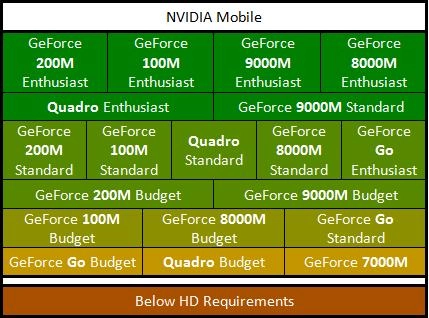 NVIDIA Mobile
GeForce 200M Enthusiast
GeForce 100M Enthusiast
GeForce 9000M Enthusiast
GeForce 8000M Enthusiast
Quadro Enthusiast
GeForce 9000M Standard
GeForce 200M Standard
GeForce 100M Standard
Quadro Standard
GeForce 8000M Standard
GeForce Go Enthusiast
GeForce 200M Budget
GeForce 9000M Budget
GeForce 100M Budget
GeForce 8000M Budget
GeForce Go Standard
GeForce Go Budget
Quadro Budget
GeForce 7000M
Below HD Requirements